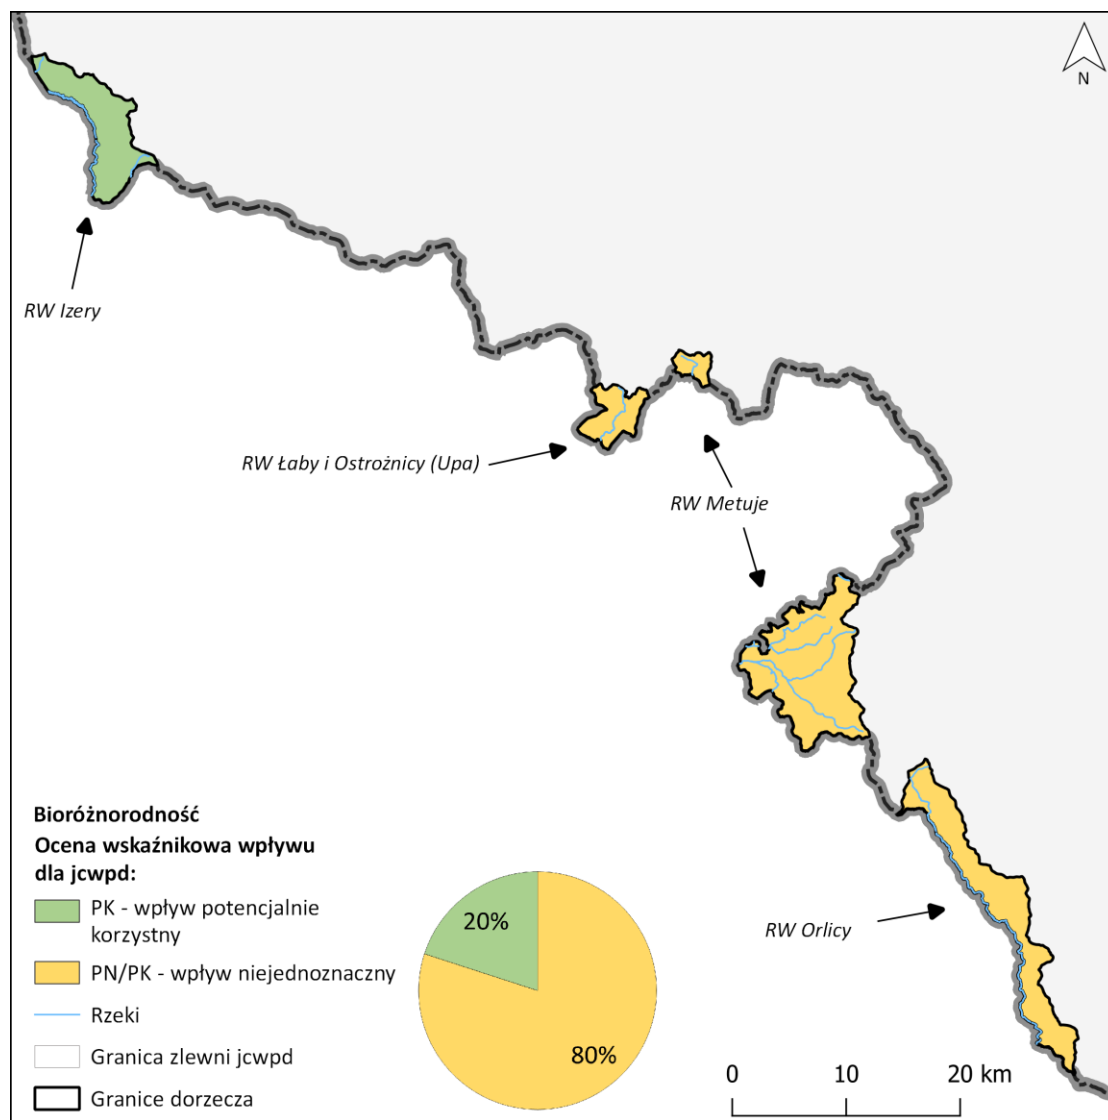 N
RW Izery
RW Łaby i Ostrożnicy (Upa)
RW Metuje
RW Orlicy
Bioróżnorodność
Ocena wskaźnikowa wpływu
dla jcwpd:
PK - wpływ potencjalnie
korzystny
PN/PK - wpływ niejednoznaczny
Rzeki
Granica zlewni jcwpd
Granice dorzecza
20%
80%
0 10 20 km